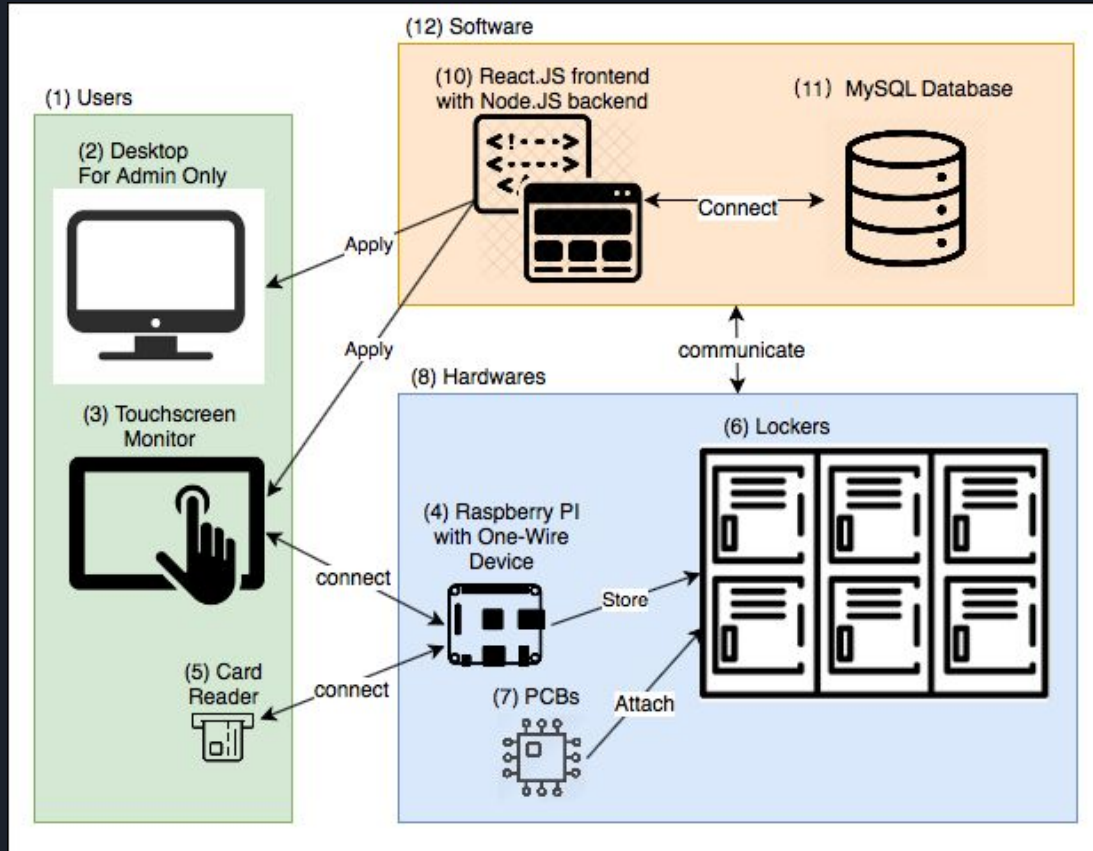 (12) Software
(10) React.JS frontend
with Node.JS backend
(11) MySQL Database
Connect
(1) Users
(2) Desktop
For Admin Only
Apply
Apply
communicate
(3) Touchscreen
Monitor
(8) Hardwares
(6) Lockers
(4) Raspberry PI
with One-Wire
Device
connect
Store
connect
(5) Card
Reader
(7) PCBs
Attach